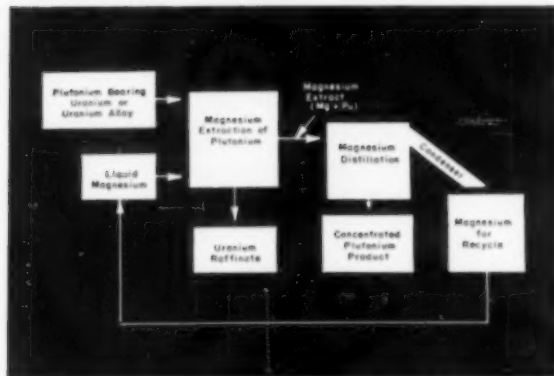 Plutonium Bearing
Uranium or
Uranium Alloy
Liquid
Magnesium
Magnesium
Extraction of
Plutonium
Magnesium
Extract
(Mg + Pu)
Magnesium
Distillation
Condenser
Uranium
Raffinate
Concentrated
Plutonium
Product
Magnesium
for
Recycle